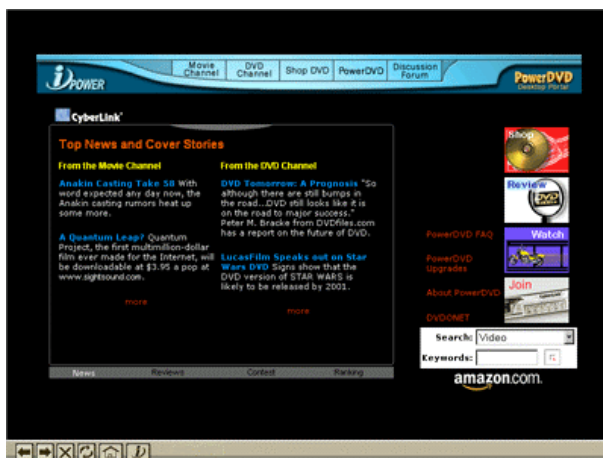 iPOWER
Movie Channel
DVD Channel
Shop DVD
PowerDVD
Discussion Forum
PowerDVD
Desktop Portal
CyberLink
Top News and Cover Stories
From the Movie Channel
Anakin Casting Take 58 With
word expected any day now, the
Anakin casting rumors heat up
some more.
A Quantum Leap? Quantum
Project, the first multimillion-dollar
film ever made for the Internet, will
be downloadable at $3.95 a pop at
www.sightsound.com.
more
From the DVD Channel
DVD Tomorrow: A Prognosis "So
although there are still bumps in
the road...DVD still looks like it is
on the road to major success."
Peter M. Bracke from DVDfiles.com
has a report on the future of DVD.
LucasFilm Speaks out on Star
Wars DVD Signs show that the
DVD version of STAR WARS is
likely to be released by 2001.
more
News
Reviews
Contest
Ranking
PowerDVD FAQ
PowerDVD
Upgrades
About PowerDVD
DVDONET
Shop
Review
DVD
Watch
Join
Search: Video
Keywords:
amazon.com.